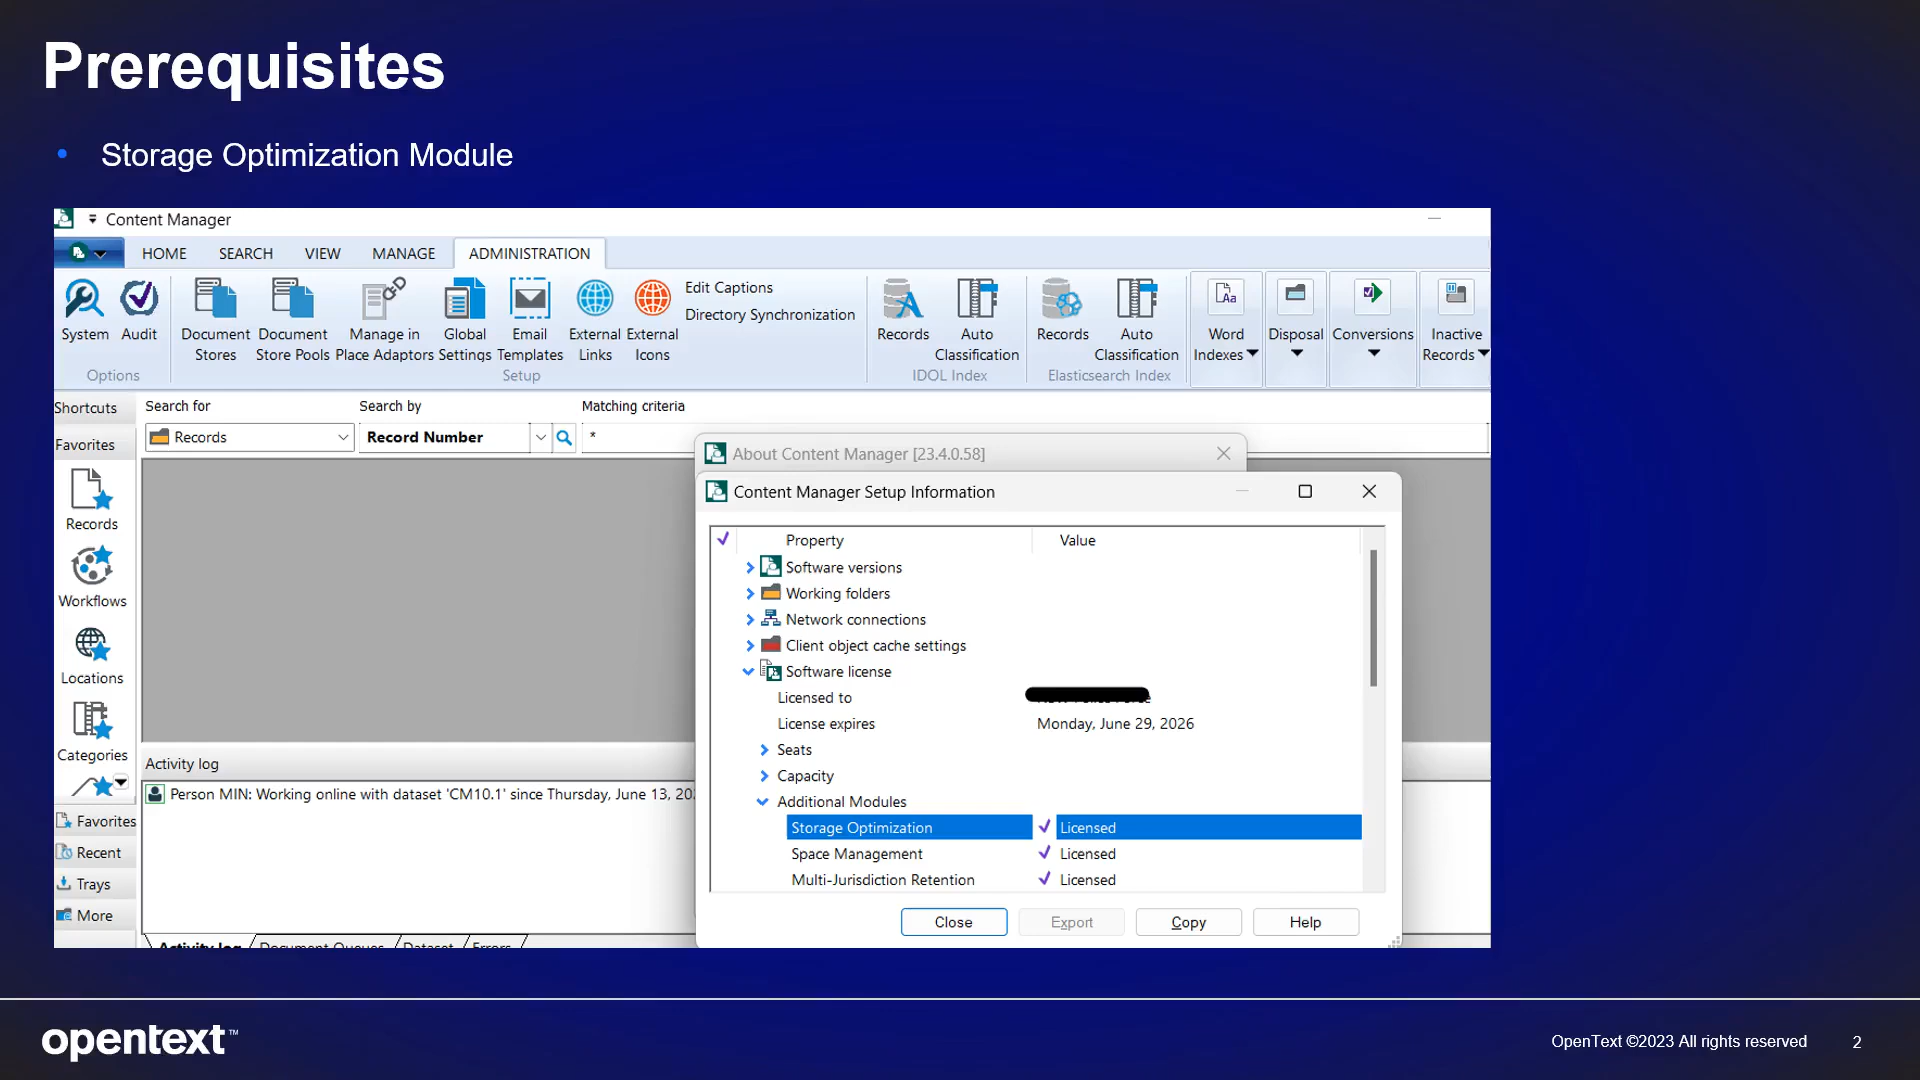 Prerequisites
• Storage Optimization Module
Content Manager
HOME SEARCH VIEW MANAGE ADMINISTRATION
Edit Captions
Directory Synchronization
System Audit Document Stores Document Store Pools Manage in Place Adaptors Global Settings Email Templates External Links External Icons Records Auto Classification Records Auto Classification Word Indexes Disposal Conversions Inactive Records
Options Setup IDOL Index Elasticsearch Index
Shortcuts Search for Search by Matching criteria
Favorites Records Record Number *
About Content Manager [23.4.0.58]
Content Manager Setup Information
Records
Workflows
Locations
Categories
Property Value
Software versions
Working folders
Network connections
Client object cache settings
Software license
Licensed to
License expires Monday, June 29, 2026
Seats
Capacity
Additional Modules
Storage Optimization Licensed
Space Management Licensed
Multi-Jurisdiction Retention Licensed
Close Export Copy Help
Activity log
Person MIN: Working online with dataset 'CM10.1' since Thursday, June 13, 20
Favorites
Recent
Trays
More
Activity log Document Queues Dataset Errors
opentext™
OpenText ©2023 All rights reserved 2